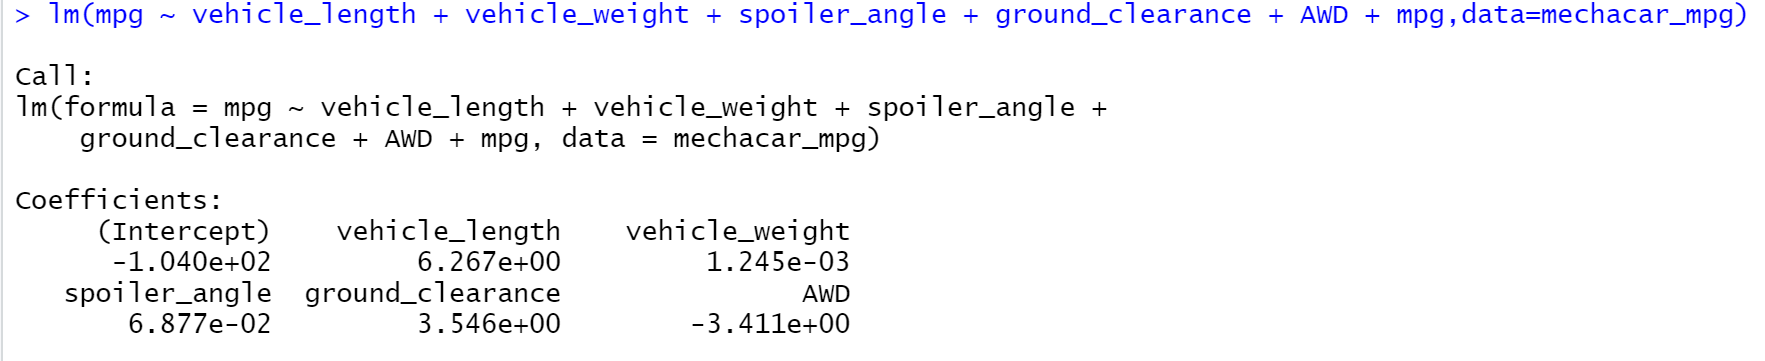 > lm(mpg ~ vehicle_length + vehicle_weight + spoiler_angle + ground_clearance + AWD + mpg,data=mechacar_mpg)
Call:
lm(formula = mpg ~ vehicle_length + vehicle_weight + spoiler_angle +
    ground_clearance + AWD + mpg, data = mechacar_mpg)
Coefficients:
     (Intercept)    vehicle_length    vehicle_weight
      -1.040e+02         6.267e+00         1.245e-03
   spoiler_angle  ground_clearance               AWD
       6.877e-02         3.546e+00        -3.411e+00